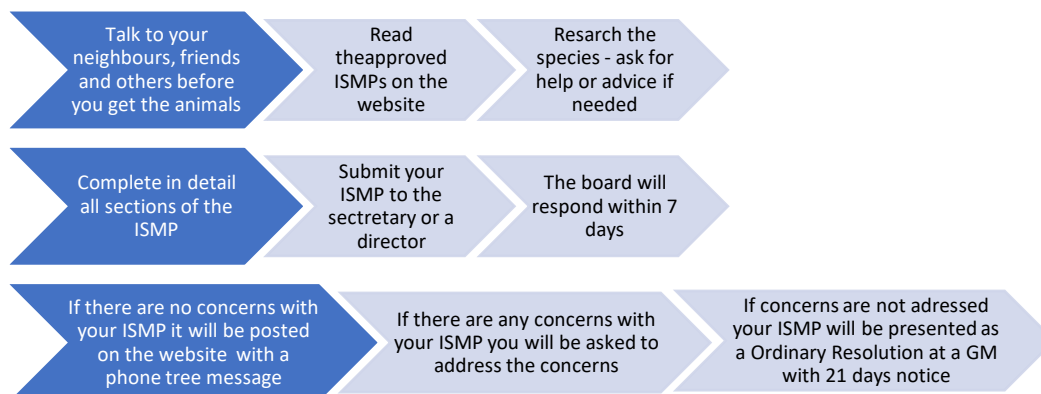 Talk to your
neighbours, friends
and others before
you get the animals
Read
theapproved
ISMPs on the
website
Resarch the
species - ask for
help or advice if
needed
Complete in detail
all sections of the
ISMP
Submit your
ISMP to the
sectretary or a
director
The board will
respond within 7
days
If there are no concerns with
your ISMP it will be posted
on the website with a
phone tree message
If there are any concerns with
your ISMP you will be asked to
address the concerns
If concerns are not adressed
your ISMP will be presented as
a Ordinary Resolution at a GM
with 21 days notice